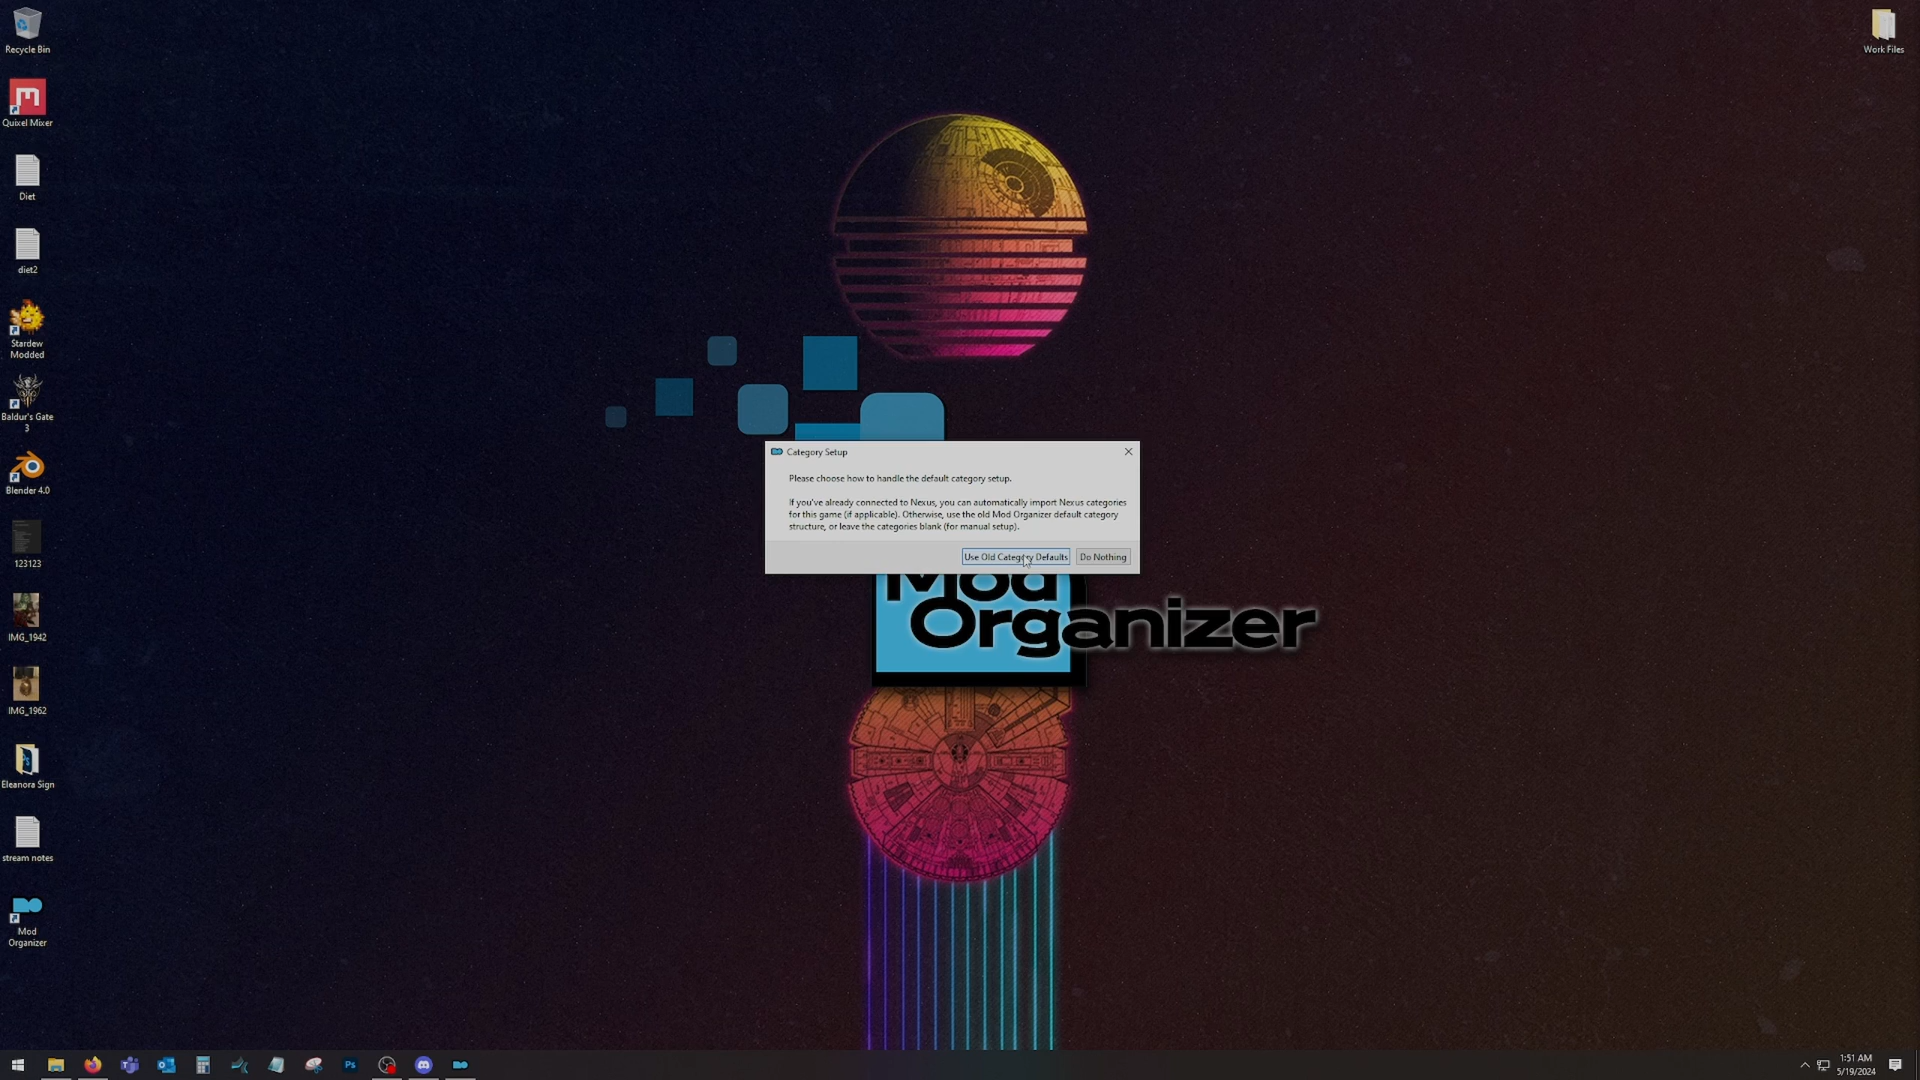 Recycle Bin
Work Files
Quixel Mixer
Diet
diet2
Stardew
Modded
Baldur's Gate
3
Blender 4.0
123123
IMG_1942
IMG_1962
Eleanora Sign
stream notes
Mod
Organizer
Category Setup
Please choose how to handle the default category setup.
If you've already connected to Nexus, you can automatically import Nexus categories
for this game (if applicable). Otherwise, use the old Mod Organizer default category
structure, or leave the categories blank (for manual setup).
Use Old Category Defaults
Do Nothing
Mod
Organizer
Ps
1:51 AM
5/19/2024